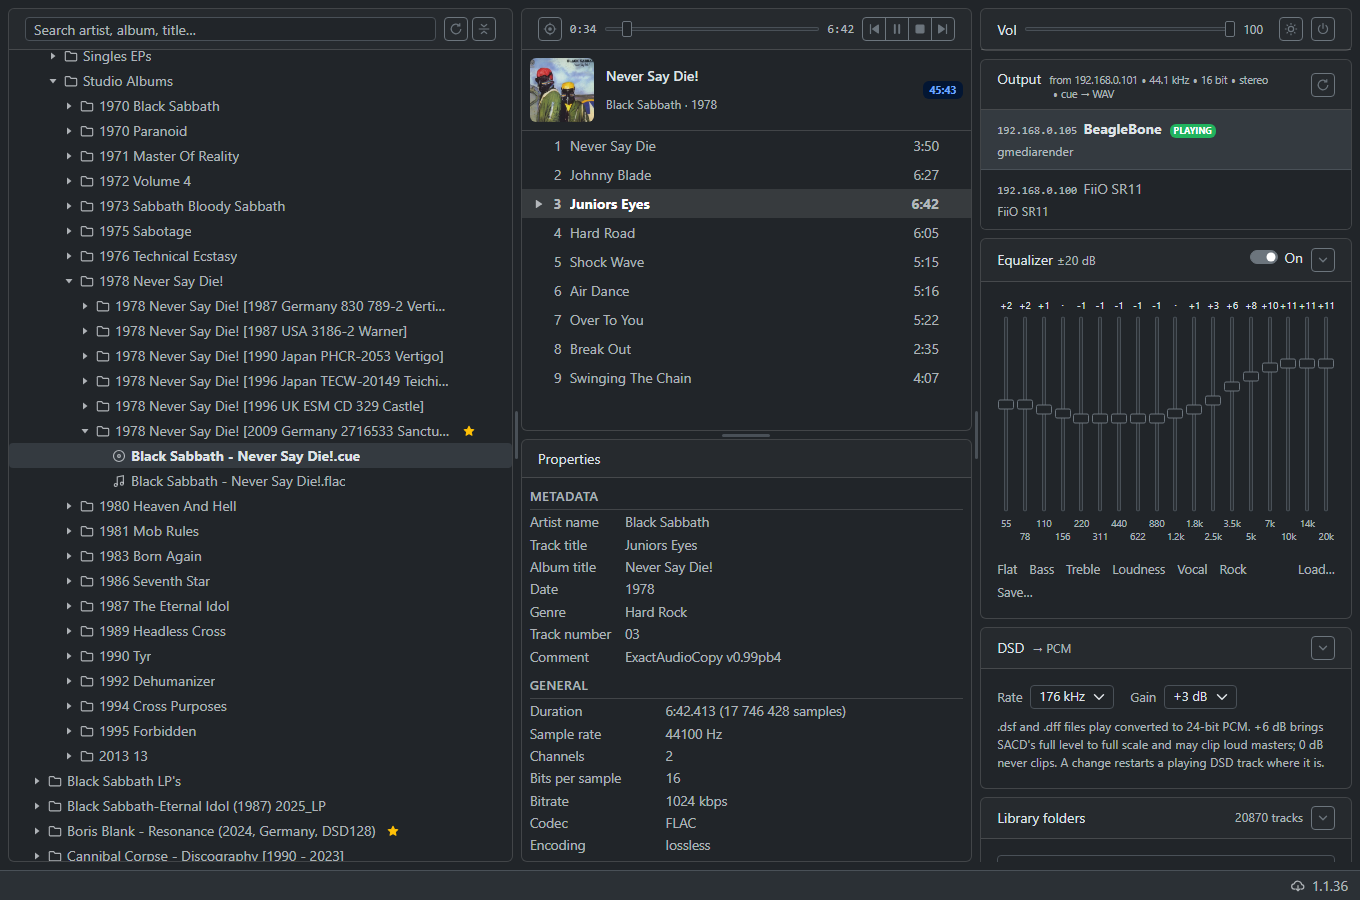 Search artist, album, title...
Singles EPs
Studio Albums
1970 Black Sabbath
1970 Paranoid
1971 Master Of Reality
1972 Volume 4
1973 Sabbath Bloody Sabbath
1975 Sabotage
1976 Technical Ecstasy
1978 Never Say Die!
1978 Never Say Die! [1987 Germany 830 789-2 Verti...
1978 Never Say Die! [1987 USA 3186-2 Warner]
1978 Never Say Die! [1990 Japan PHCR-2053 Vertigo]
1978 Never Say Die! [1996 Japan TECW-20149 Teichi...
1978 Never Say Die! [1996 UK ESM CD 329 Castle]
1978 Never Say Die! [2009 Germany 2716533 Sanctu...
Black Sabbath - Never Say Die!.cue
Black Sabbath - Never Say Die!.flac
1980 Heaven And Hell
1981 Mob Rules
1983 Born Again
1986 Seventh Star
1987 The Eternal Idol
1989 Headless Cross
1990 Tyr
1992 Dehumanizer
1994 Cross Purposes
1995 Forbidden
2013 13
Black Sabbath LP's
Black Sabbath-Eternal Idol (1987) 2025_LP
Boris Blank - Resonance (2024, Germany, DSD128)
Cannibal Corpse - Discography [1990 - 2023]
0:34 6:42
Never Say Die!
Black Sabbath · 1978
45:43
1 Never Say Die 3:50
2 Johnny Blade 6:27
3 Juniors Eyes 6:42
4 Hard Road 6:05
5 Shock Wave 5:15
6 Air Dance 5:16
7 Over To You 5:22
8 Break Out 2:35
9 Swinging The Chain 4:07
Properties
METADATA
Artist name Black Sabbath
Track title Juniors Eyes
Album title Never Say Die!
Date 1978
Genre Hard Rock
Track number 03
Comment ExactAudioCopy v0.99pb4
GENERAL
Duration 6:42.413 (17 746 428 samples)
Sample rate 44100 Hz
Channels 2
Bits per sample 16
Bitrate 1024 kbps
Codec FLAC
Encoding lossless
Vol 100
Output from 192.168.0.101 • 44.1 kHz • 16 bit • stereo
• cue → WAV
192.168.0.105 BeagleBone PLAYING
gmediarender
192.168.0.100 FiiO SR11
FiiO SR11
Equalizer ±20 dB On
+2 +2 +1 · -1 -1 -1 -1 -1 · +1 +3 +6 +8 +10 +11 +11 +11
55 110 220 440 880 1.8k 3.5k 7k 14k
78 156 311 622 1.2k 2.5k 5k 10k 20k
Flat Bass Treble Loudness Vocal Rock Load...
Save...
DSD → PCM
Rate 176 kHz Gain +3 dB
.dsf and .dff files play converted to 24-bit PCM. +6 dB brings
SACD's full level to full scale and may clip loud masters; 0 dB
never clips. A change restarts a playing DSD track where it is.
Library folders 20870 tracks
1.1.36